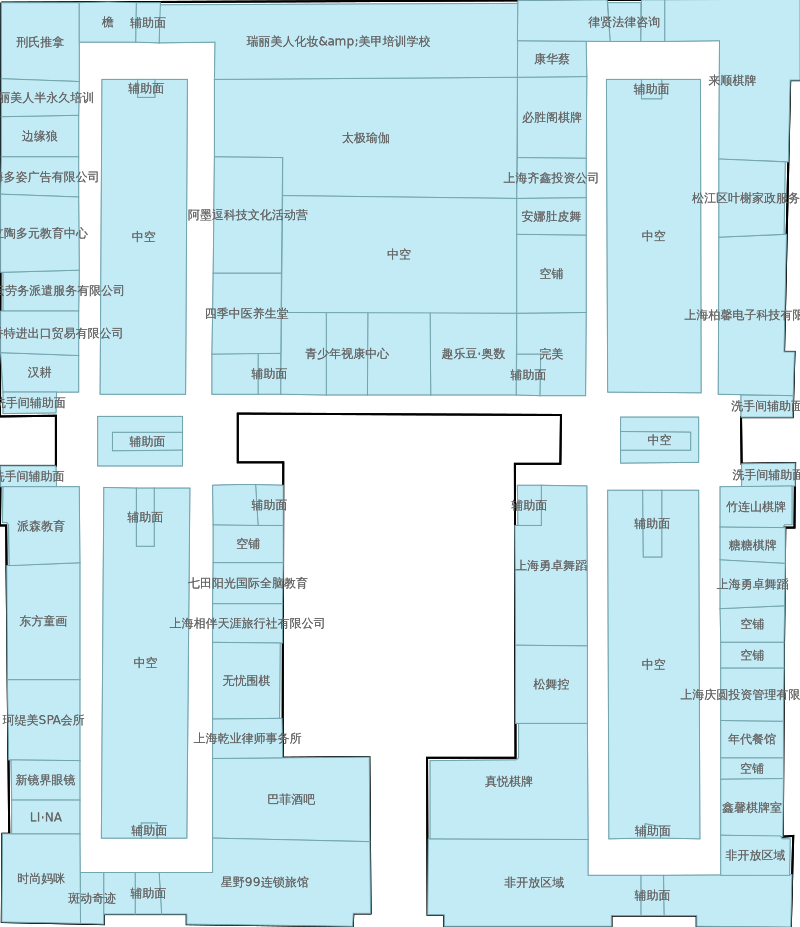 邢氏推拿
檐
辅助面
瑞丽美人化妆&amp;美甲培训学校
律贤法律咨询
康华蔡
来顺棋牌
丽美人半永久培训
辅助面
辅助面
边缘狼
太极瑜伽
必胜阁棋牌
多姿广告有限公司
上海齐鑫投资公司
松江区叶榭家政服务
阿墨逗科技文化活动营
安娜肚皮舞
陶多元教育中心
中空
中空
中空
空铺
劳务派遣服务有限公司
四季中医养生堂
上海柏馨电子科技有限
特进出口贸易有限公司
青少年视康中心
趣乐豆·奥数
完美
汉耕
辅助面
辅助面
洗手间辅助面
洗手间辅助面
辅助面
中空
洗手间辅助面
洗手间辅助面
辅助面
辅助面
竹连山棋牌
派森教育
辅助面
辅助面
空铺
糖糖棋牌
上海勇卓舞蹈
七田阳光国际全脑教育
上海勇卓舞蹈
东方童画
上海相伴天涯旅行社有限公司
空铺
空铺
中空
中空
无忧围棋
松舞控
上海庆圆投资管理有限
珂缇美SPA会所
上海乾业律师事务所
年代餐馆
空铺
新镜界眼镜
真悦棋牌
巴菲酒吧
鑫馨棋牌室
LI·NA
辅助面
辅助面
非开放区域
时尚妈咪
星野99连锁旅馆
非开放区域
斑动奇迹
辅助面
辅助面